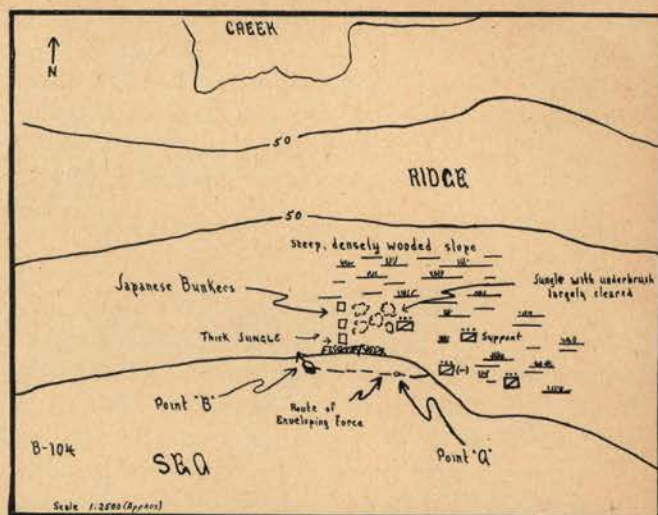 CREEK
N
50
RIDGE
50
Steep, densely wooded slope
Japanese Bunkers
Jungle with underbrush
largely cleared
THICK JUNGLE
Support
(-)
Point "B"
Route of
Enveloping Force
Point "A"
B-104
SEA
Scale 1:2500 (Approx)